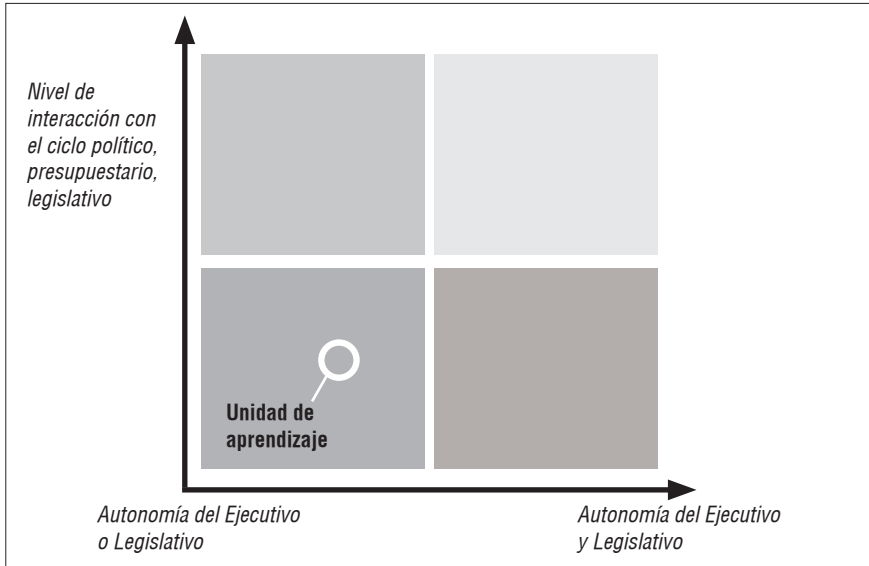 Nivel de
interacción con
el ciclo político,
presupuestario,
legislativo
Unidad de
aprendizaje
Autonomía del Ejecutivo
o Legislativo
Autonomía del Ejecutivo
y Legislativo